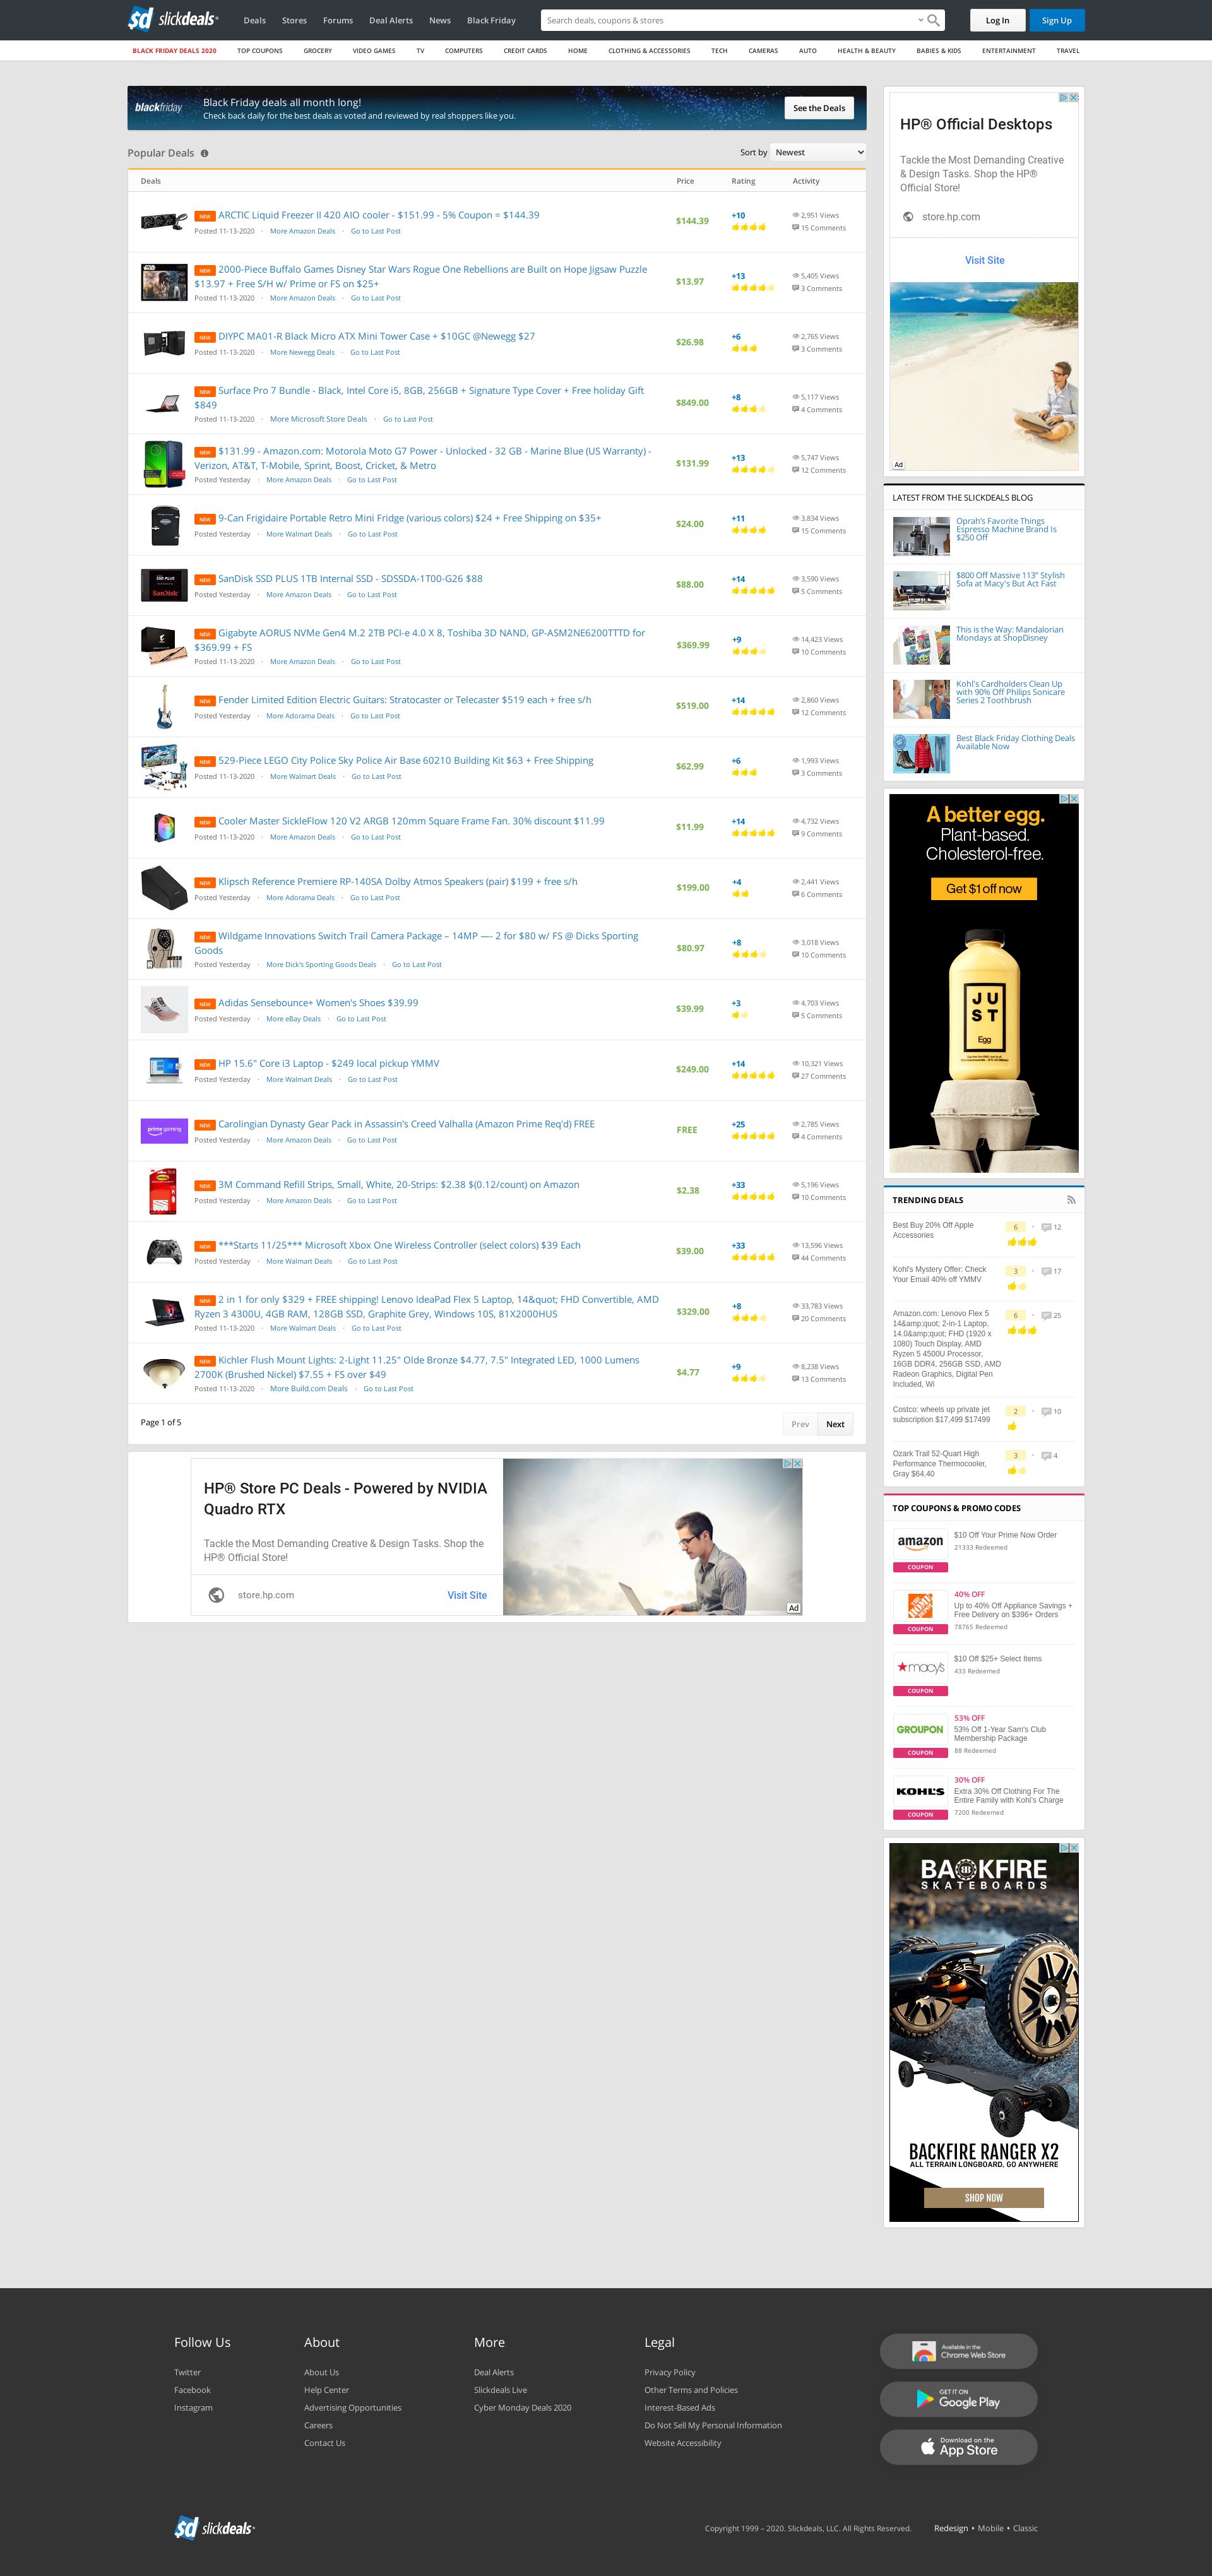 sd slickdeals
Deals Stores Forums Deal Alerts News Black Friday
Search deals, coupons & stores
Log In Sign Up
BLACK FRIDAY DEALS 2020 TOP COUPONS GROCERY VIDEO GAMES TV COMPUTERS CREDIT CARDS HOME CLOTHING & ACCESSORIES TECH CAMERAS AUTO HEALTH & BEAUTY BABIES & KIDS ENTERTAINMENT TRAVEL
blackfriday
Black Friday deals all month long!
Check back daily for the best deals as voted and reviewed by real shoppers like you.
See the Deals
Popular Deals
Sort by Newest
Deals Price Rating Activity
NEW ARCTIC Liquid Freezer II 420 AIO cooler - $151.99 - 5% Coupon = $144.39
Posted 11-13-2020 · More Amazon Deals · Go to Last Post
$144.39 +10 2,951 Views
15 Comments
NEW 2000-Piece Buffalo Games Disney Star Wars Rogue One Rebellions are Built on Hope Jigsaw Puzzle
$13.97 + Free S/H w/ Prime or FS on $25+
Posted 11-13-2020 · More Amazon Deals · Go to Last Post
$13.97 +13 5,405 Views
3 Comments
NEW DIYPC MA01-R Black Micro ATX Mini Tower Case + $10GC @Newegg $27
Posted 11-13-2020 · More Newegg Deals · Go to Last Post
$26.98 +6 2,765 Views
3 Comments
NEW Surface Pro 7 Bundle - Black, Intel Core i5, 8GB, 256GB + Signature Type Cover + Free holiday Gift
$849
Posted 11-13-2020 · More Microsoft Store Deals · Go to Last Post
$849.00 +8 5,117 Views
4 Comments
NEW $131.99 - Amazon.com: Motorola Moto G7 Power - Unlocked - 32 GB - Marine Blue (US Warranty) -
Verizon, AT&T, T-Mobile, Sprint, Boost, Cricket, & Metro
Posted Yesterday · More Amazon Deals · Go to Last Post
$131.99 +13 5,747 Views
12 Comments
NEW 9-Can Frigidaire Portable Retro Mini Fridge (various colors) $24 + Free Shipping on $35+
Posted Yesterday · More Walmart Deals · Go to Last Post
$24.00 +11 3,834 Views
15 Comments
NEW SanDisk SSD PLUS 1TB Internal SSD - SDSSDA-1T00-G26 $88
Posted Yesterday · More Amazon Deals · Go to Last Post
$88.00 +14 3,590 Views
5 Comments
NEW Gigabyte AORUS NVMe Gen4 M.2 2TB PCI-e 4.0 X 8, Toshiba 3D NAND, GP-ASM2NE6200TTTD for
$369.99 + FS
Posted 11-13-2020 · More Amazon Deals · Go to Last Post
$369.99 +9 14,423 Views
10 Comments
NEW Fender Limited Edition Electric Guitars: Stratocaster or Telecaster $519 each + free s/h
Posted Yesterday · More Adorama Deals · Go to Last Post
$519.00 +14 2,860 Views
12 Comments
NEW 529-Piece LEGO City Police Sky Police Air Base 60210 Building Kit $63 + Free Shipping
Posted 11-13-2020 · More Walmart Deals · Go to Last Post
$62.99 +6 1,993 Views
3 Comments
NEW Cooler Master SickleFlow 120 V2 ARGB 120mm Square Frame Fan. 30% discount $11.99
Posted 11-13-2020 · More Amazon Deals · Go to Last Post
$11.99 +14 4,732 Views
9 Comments
NEW Klipsch Reference Premiere RP-140SA Dolby Atmos Speakers (pair) $199 + free s/h
Posted Yesterday · More Adorama Deals · Go to Last Post
$199.00 +4 2,441 Views
6 Comments
NEW Wildgame Innovations Switch Trail Camera Package – 14MP —- 2 for $80 w/ FS @ Dicks Sporting
Goods
Posted Yesterday · More Dick's Sporting Goods Deals · Go to Last Post
$80.97 +8 3,018 Views
10 Comments
NEW Adidas Sensebounce+ Women's Shoes $39.99
Posted Yesterday · More eBay Deals · Go to Last Post
$39.99 +3 4,703 Views
5 Comments
NEW HP 15.6" Core i3 Laptop - $249 local pickup YMMV
Posted Yesterday · More Walmart Deals · Go to Last Post
$249.00 +14 10,321 Views
27 Comments
prime gaming
NEW Carolingian Dynasty Gear Pack in Assassin's Creed Valhalla (Amazon Prime Req'd) FREE
Posted Yesterday · More Amazon Deals · Go to Last Post
FREE +25 2,785 Views
4 Comments
NEW 3M Command Refill Strips, Small, White, 20-Strips: $2.38 $(0.12/count) on Amazon
Posted Yesterday · More Amazon Deals · Go to Last Post
$2.38 +33 5,196 Views
10 Comments
NEW ***Starts 11/25*** Microsoft Xbox One Wireless Controller (select colors) $39 Each
Posted Yesterday · More Walmart Deals · Go to Last Post
$39.00 +33 13,596 Views
44 Comments
NEW 2 in 1 for only $329 + FREE shipping! Lenovo IdeaPad Flex 5 Laptop, 14&quot; FHD Convertible, AMD
Ryzen 3 4300U, 4GB RAM, 128GB SSD, Graphite Grey, Windows 10S, 81X2000HUS
Posted 11-13-2020 · More Walmart Deals · Go to Last Post
$329.00 +8 33,783 Views
20 Comments
NEW Kichler Flush Mount Lights: 2-Light 11.25" Olde Bronze $4.77, 7.5" Integrated LED, 1000 Lumens
2700K (Brushed Nickel) $7.55 + FS over $49
Posted 11-13-2020 · More Build.com Deals · Go to Last Post
$4.77 +9 8,238 Views
13 Comments
Page 1 of 5
Prev Next
HP® Store PC Deals - Powered by NVIDIA
Quadro RTX
Tackle the Most Demanding Creative & Design Tasks. Shop the
HP® Official Store!
store.hp.com Visit Site
Ad
HP® Official Desktops
Tackle the Most Demanding Creative
& Design Tasks. Shop the HP®
Official Store!
store.hp.com
Visit Site
Ad
LATEST FROM THE SLICKDEALS BLOG
Oprah's Favorite Things
Espresso Machine Brand Is
$250 Off
$800 Off Massive 113" Stylish
Sofa at Macy's But Act Fast
This is the Way: Mandalorian
Mondays at ShopDisney
Kohl's Cardholders Clean Up
with 90% Off Philips Sonicare
Series 2 Toothbrush
Best Black Friday Clothing Deals
Available Now
A better egg.
Plant-based.
Cholesterol-free.
Get $1 off now
JUST
Egg
TRENDING DEALS
Best Buy 20% Off Apple
Accessories
6 · 12
Kohl's Mystery Offer: Check
Your Email 40% off YMMV
3 · 17
Amazon.com: Lenovo Flex 5
14&amp;quot; 2-in-1 Laptop,
14.0&amp;quot; FHD (1920 x
1080) Touch Display, AMD
Ryzen 5 4500U Processor,
16GB DDR4, 256GB SSD, AMD
Radeon Graphics, Digital Pen
Included, Wi
6 · 25
Costco: wheels up private jet
subscription $17,499 $17499
2 · 10
Ozark Trail 52-Quart High
Performance Thermocooler,
Gray $64.40
3 · 4
TOP COUPONS & PROMO CODES
amazon
COUPON
$10 Off Your Prime Now Order
21333 Redeemed
COUPON
40% OFF
Up to 40% Off Appliance Savings +
Free Delivery on $396+ Orders
78765 Redeemed
macy's
COUPON
$10 Off $25+ Select Items
433 Redeemed
GROUPON
COUPON
53% OFF
53% Off 1-Year Sam's Club
Membership Package
88 Redeemed
KOHL'S
COUPON
30% OFF
Extra 30% Off Clothing For The
Entire Family with Kohl's Charge
7200 Redeemed
BACKFIRE
SKATEBOARDS
BACKFIRE RANGER X2
ALL TERRAIN LONGBOARD, GO ANYWHERE
SHOP NOW
Follow Us
Twitter
Facebook
Instagram
About
About Us
Help Center
Advertising Opportunities
Careers
Contact Us
More
Deal Alerts
Slickdeals Live
Cyber Monday Deals 2020
Legal
Privacy Policy
Other Terms and Policies
Interest-Based Ads
Do Not Sell My Personal Information
Website Accessibility
Available in the
Chrome Web Store
GET IT ON
Google Play
Download on the
App Store
sd slickdeals
Copyright 1999 – 2020. Slickdeals, LLC. All Rights Reserved.
Redesign • Mobile • Classic